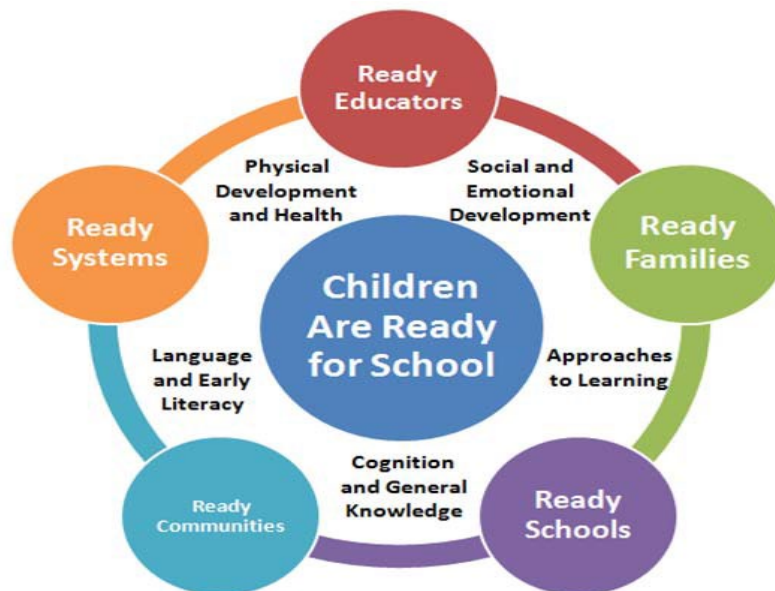 Ready
Educators
Physical
Development
and Health
Social and
Emotional
Development
Ready
Systems
Ready
Families
Children
Are Ready
for School
Language
and Early
Literacy
Approaches
to Learning
Cognition
and General
Knowledge
Ready
Communities
Ready
Schools